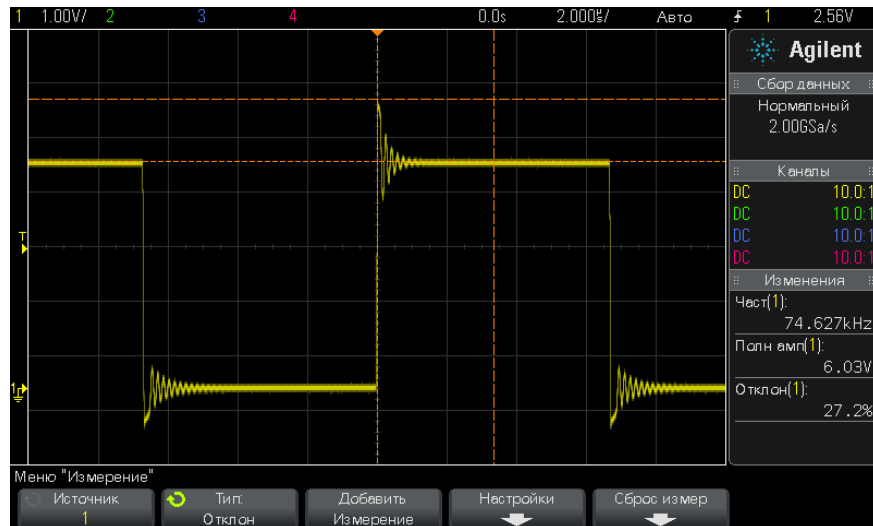 1 1.00V/ 2 3 4 0.0s 2.000μs/ Авто 1 2.56V
Agilent
Сбор данных
Нормальный
2.00GSa/s
Каналы
DC 10.0:1
DC 10.0:1
DC 10.0:1
DC 10.0:1
Изменения
Част(1):
74.627kHz
Полн амп(1):
6.03V
Отклон(1):
27.2%
T
1
Меню "Измерение"
Источник
1
Тип:
Отклон
Добавить
Измерение
Настройки
Сброс измер